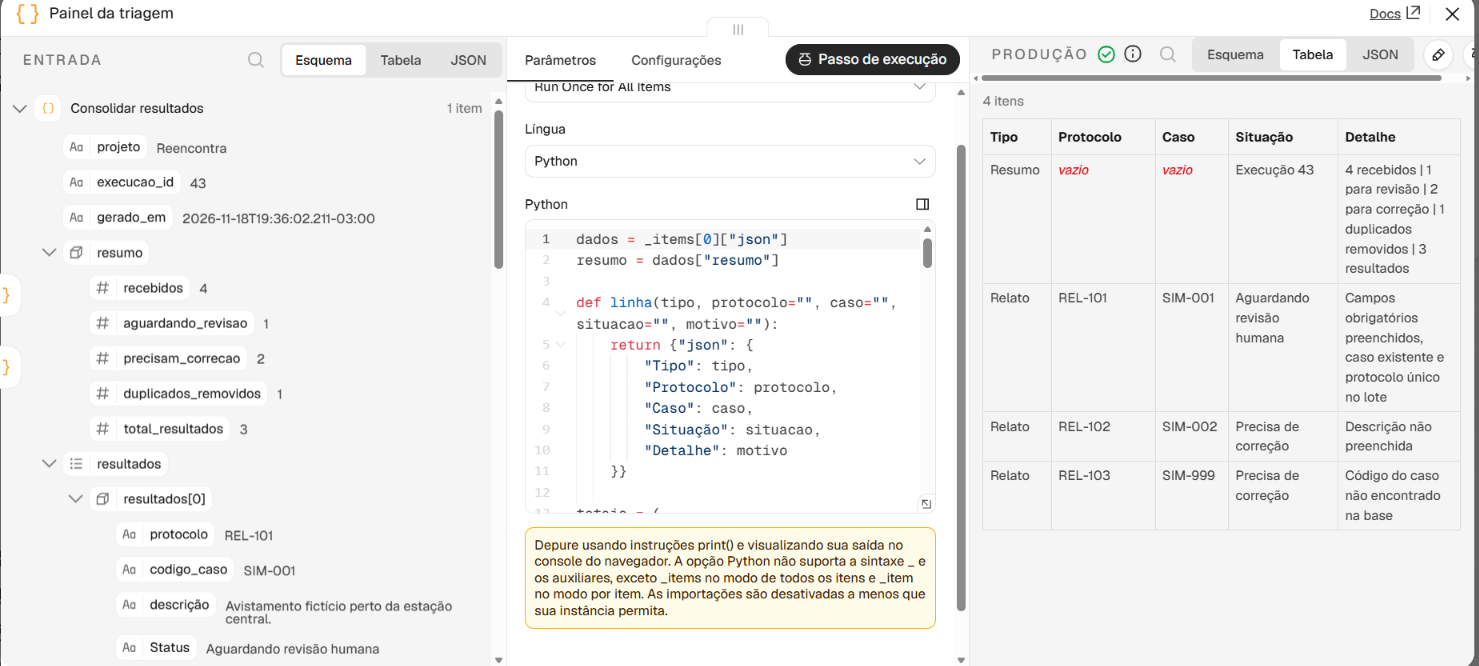 { } Painel da triagem
Docs
ENTRADA
Esquema
Tabela
JSON
{} Consolidar resultados
1 item
Aa projeto Reencontra
Aa execucao_id 43
Aa gerado_em 2026-11-18T19:36:02.211-03:00
resumo
# recebidos 4
# aguardando_revisao 1
# precisam_correcao 2
# duplicados_removidos 1
# total_resultados 3
resultados
resultados[0]
Aa protocolo REL-101
Aa codigo_caso SIM-001
Aa descrição Avistamento fictício perto da estação
central.
Aa Status Aguardando revisão humana
}
}
Parâmetros
Configurações
Passo de execução
Run Once for All Items
Língua
Python
Python
1 dados = _items[0]["json"]
2 resumo = dados["resumo"]
3
4 def linha(tipo, protocolo="", caso="",
situacao="", motivo=""):
5 return {"json": {
6 "Tipo": tipo,
7 "Protocolo": protocolo,
8 "Caso": caso,
9 "Situação": situacao,
10 "Detalhe": motivo
11 }}
12
Depure usando instruções print() e visualizando sua saída no
console do navegador. A opção Python não suporta a sintaxe _ e
os auxiliares, exceto _items no modo de todos os itens e _item
no modo por item. As importações são desativadas a menos que
sua instância permita.
PRODUÇÃO
Esquema
Tabela
JSON
4 itens
Tipo Protocolo Caso Situação Detalhe
Resumo vazio vazio Execução 43 4 recebidos | 1
para revisão | 2
para correção | 1
duplicados
removidos | 3
resultados
Relato REL-101 SIM-001 Aguardando Campos
revisão obrigatórios
humana preenchidos,
caso existente e
protocolo único
no lote
Relato REL-102 SIM-002 Precisa de Descrição não
correção preenchida
Relato REL-103 SIM-999 Precisa de Código do caso
correção não encontrado
na base